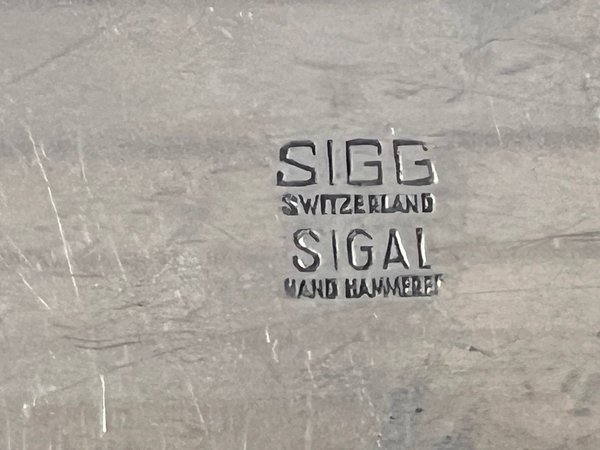 SIGG
SWITZERLAND
SIGAL
HAND HAMMERED